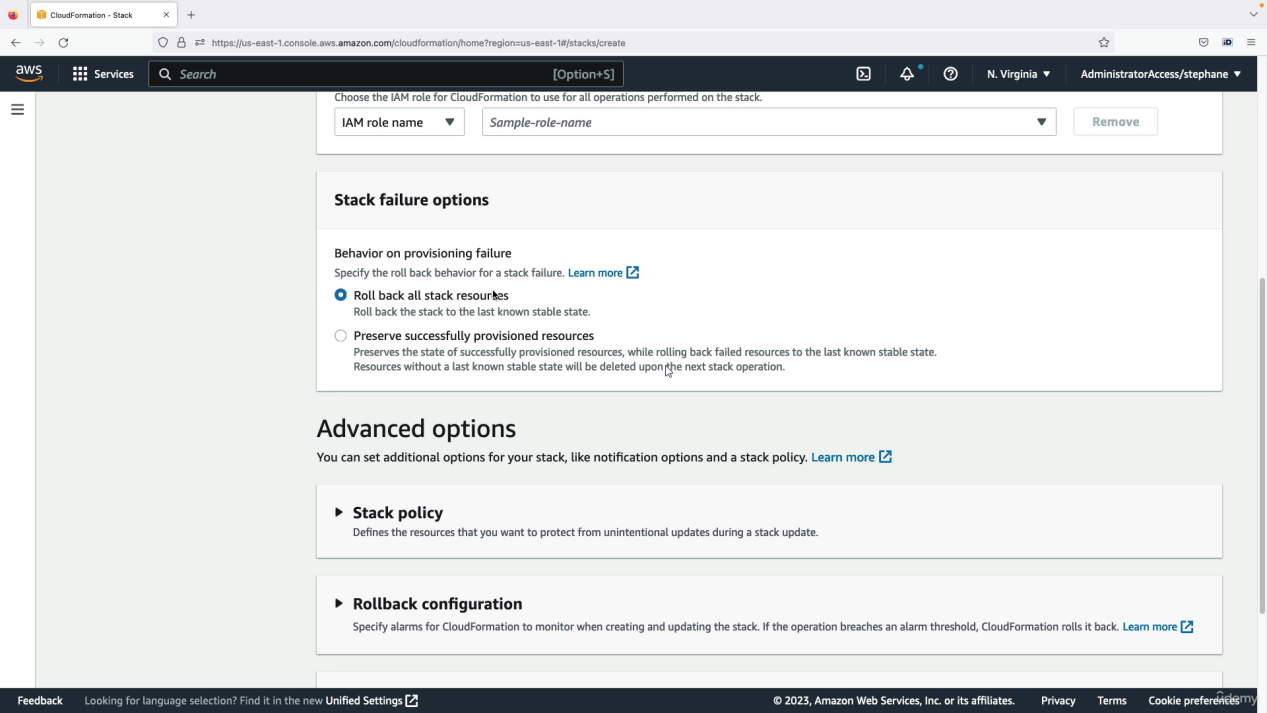 CloudFormation - Stack
https://us-east-1.console.aws.amazon.com/cloudformation/home?region=us-east-1#/stacks/create
aws
Services
Search
[Option+S]
N. Virginia
AdministratorAccess/stephane
Choose the IAM role for CloudFormation to use for all operations performed on the stack.
IAM role name
Sample-role-name
Remove
Stack failure options
Behavior on provisioning failure
Specify the roll back behavior for a stack failure. Learn more
Roll back all stack resources
Roll back the stack to the last known stable state.
Preserve successfully provisioned resources
Preserves the state of successfully provisioned resources, while rolling back failed resources to the last known stable state.
Resources without a last known stable state will be deleted upon the next stack operation.
Advanced options
You can set additional options for your stack, like notification options and a stack policy. Learn more
Stack policy
Defines the resources that you want to protect from unintentional updates during a stack update.
Rollback configuration
Specify alarms for CloudFormation to monitor when creating and updating the stack. If the operation breaches an alarm threshold, CloudFormation rolls it back. Learn more
Feedback
Looking for language selection? Find it in the new Unified Settings
© 2023, Amazon Web Services, Inc. or its affiliates.
Privacy
Terms
Cookie preferences
ûdemy